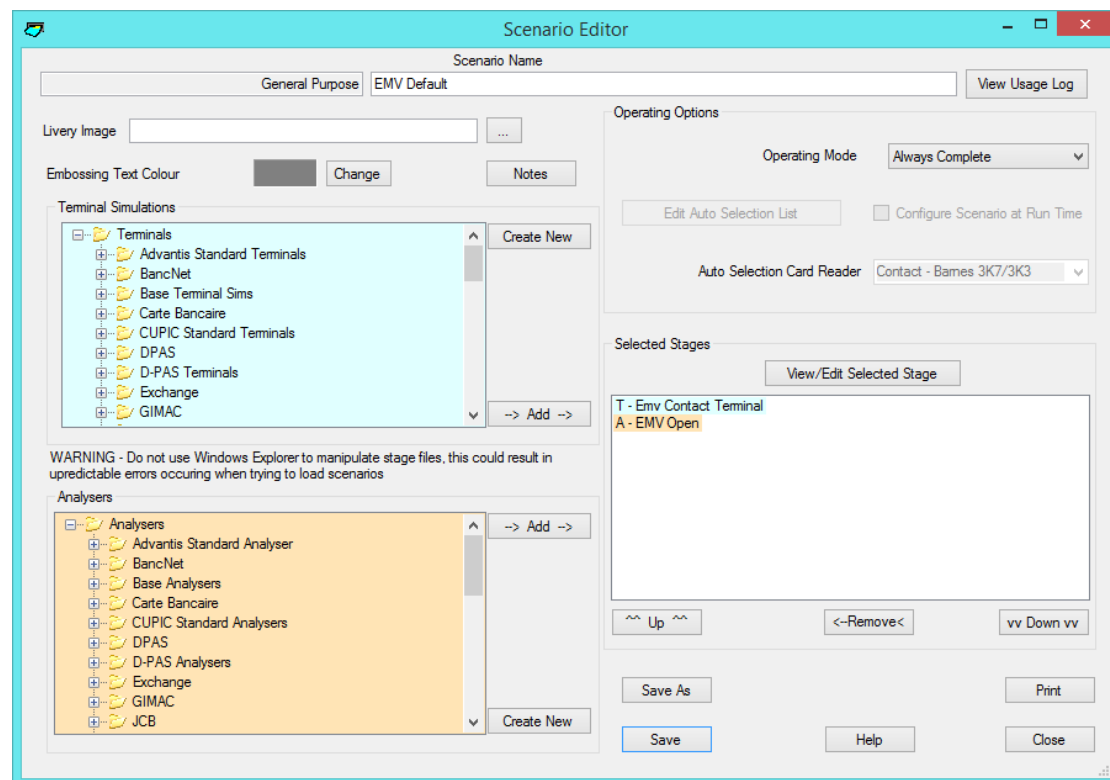 Scenario Editor
Scenario Name
General Purpose
EMV Default
View Usage Log
Livery Image
...
Embossing Text Colour
Change
Notes
Terminal Simulations
Terminals
Advantis Standard Terminals
BancNet
Base Terminal Sims
Carte Bancaire
CUPIC Standard Terminals
DPAS
D-PAS Terminals
Exchange
GIMAC
Create New
--> Add -->
WARNING - Do not use Windows Explorer to manipulate stage files, this could result in
upredictable errors occuring when trying to load scenarios
Analysers
Analysers
Advantis Standard Analyser
BancNet
Base Analysers
Carte Bancaire
CUPIC Standard Analysers
DPAS
D-PAS Analysers
Exchange
GIMAC
JCB
--> Add -->
Create New
Operating Options
Operating Mode
Always Complete
Edit Auto Selection List
Configure Scenario at Run Time
Auto Selection Card Reader
Contact - Barnes 3K7/3K3
Selected Stages
View/Edit Selected Stage
T - Emv Contact Terminal
A - EMV Open
^^ Up ^^
<--Remove<
vv Down vv
Save As
Print
Save
Help
Close